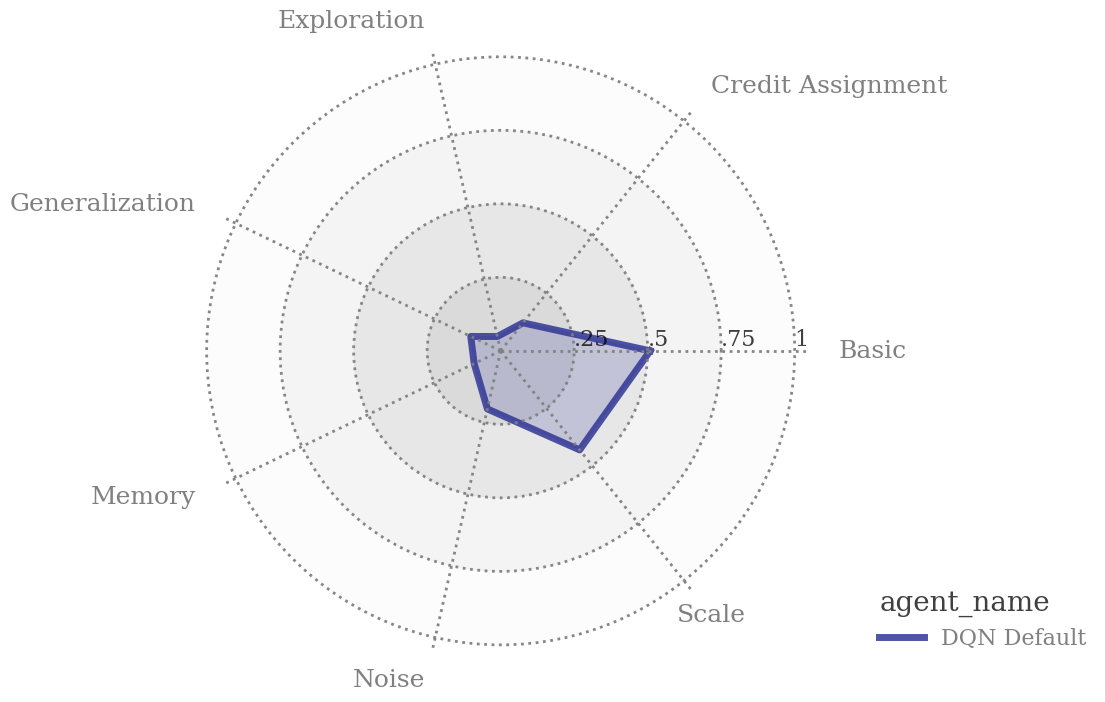 Exploration
Credit Assignment
Generalization
.25
.5
.75
1
Basic
Memory
Scale
Noise
agent_name
DQN Default